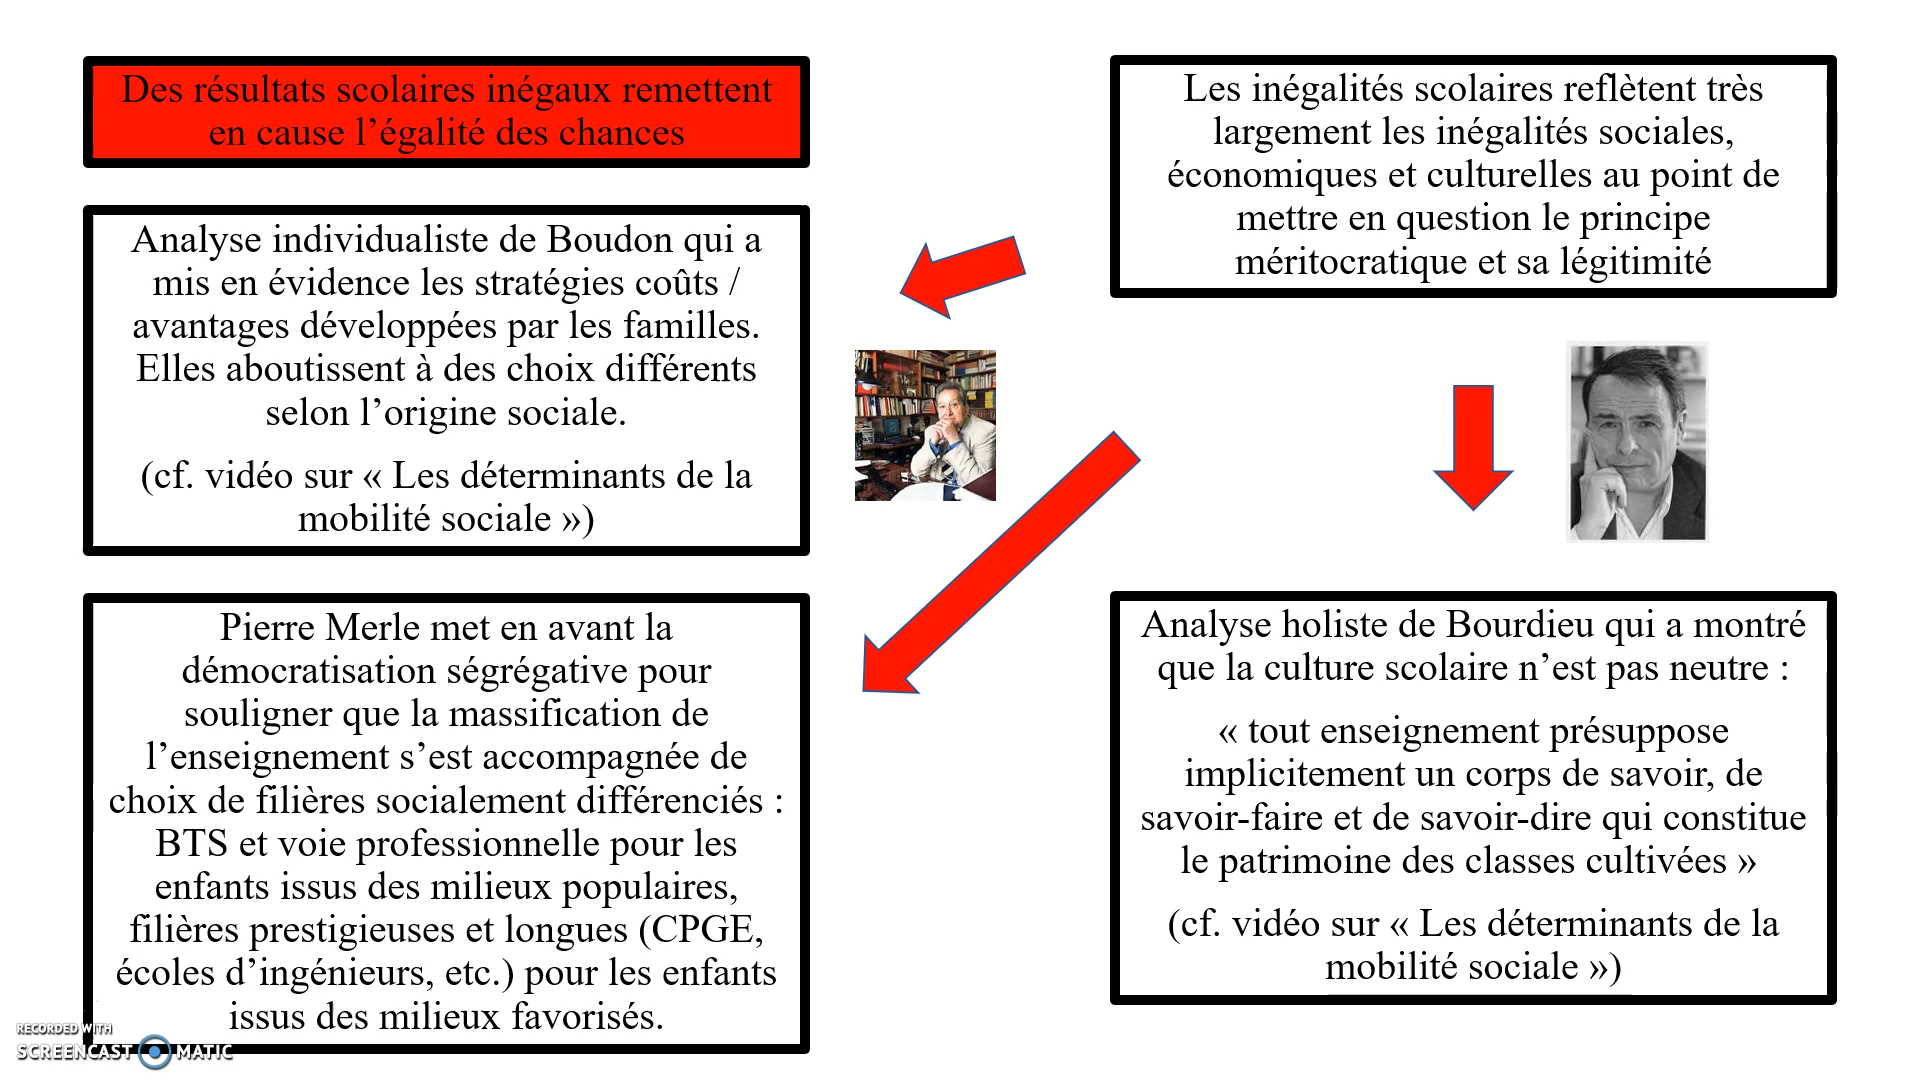 Des résultats scolaires inégaux remettent
en cause l’égalité des chances
Analyse individualiste de Boudon qui a
mis en évidence les stratégies coûts /
avantages développées par les familles.
Elles aboutissent à des choix différents
selon l’origine sociale.
(cf. vidéo sur « Les déterminants de la
mobilité sociale »)
Pierre Merle met en avant la
démocratisation ségrégative pour
souligner que la massification de
l’enseignement s’est accompagnée de
choix de filières socialement différenciés :
BTS et voie professionnelle pour les
enfants issus des milieux populaires,
filières prestigieuses et longues (CPGE,
écoles d’ingénieurs, etc.) pour les enfants
issus des milieux favorisés.
Les inégalités scolaires reflètent très
largement les inégalités sociales,
économiques et culturelles au point de
mettre en question le principe
méritocratique et sa légitimité
Analyse holiste de Bourdieu qui a montré
que la culture scolaire n’est pas neutre :
« tout enseignement présuppose
implicitement un corps de savoir, de
savoir-faire et de savoir-dire qui constitue
le patrimoine des classes cultivées »
(cf. vidéo sur « Les déterminants de la
mobilité sociale »)
RECORDED WITH
SCREENCAST MATIC